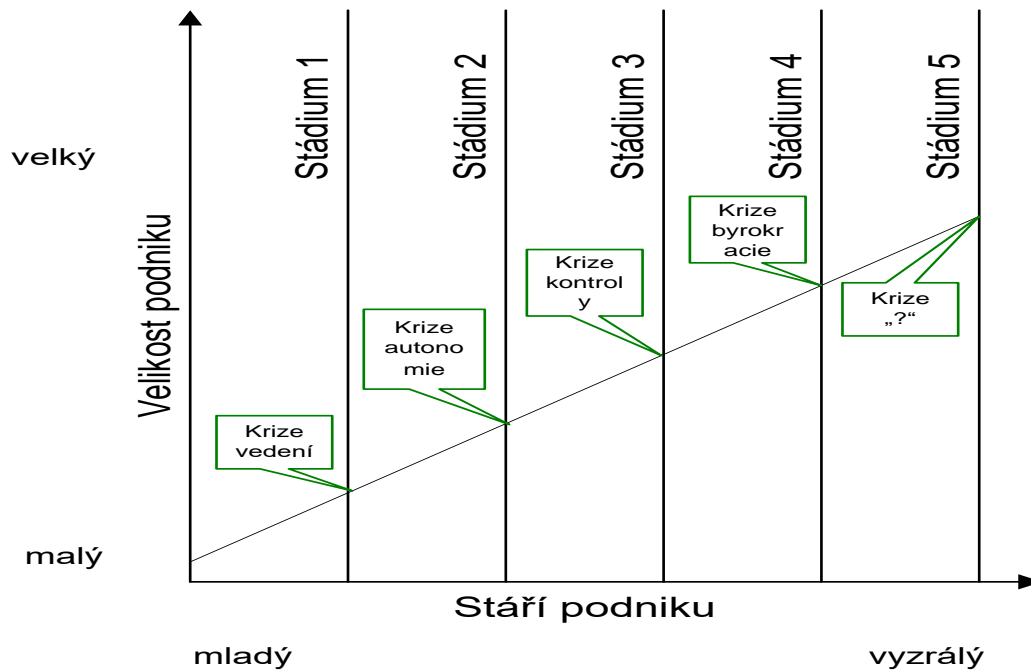 Stádium 1
Stádium 2
Stádium 3
Stádium 4
Stádium 5
velký
Velikost podniku
Krize
byrokr
acie
Krize
kontrol
y
Krize
„?“
Krize
autono
mie
Krize
vedení
malý
Stáří podniku
mladý
vyzrálý